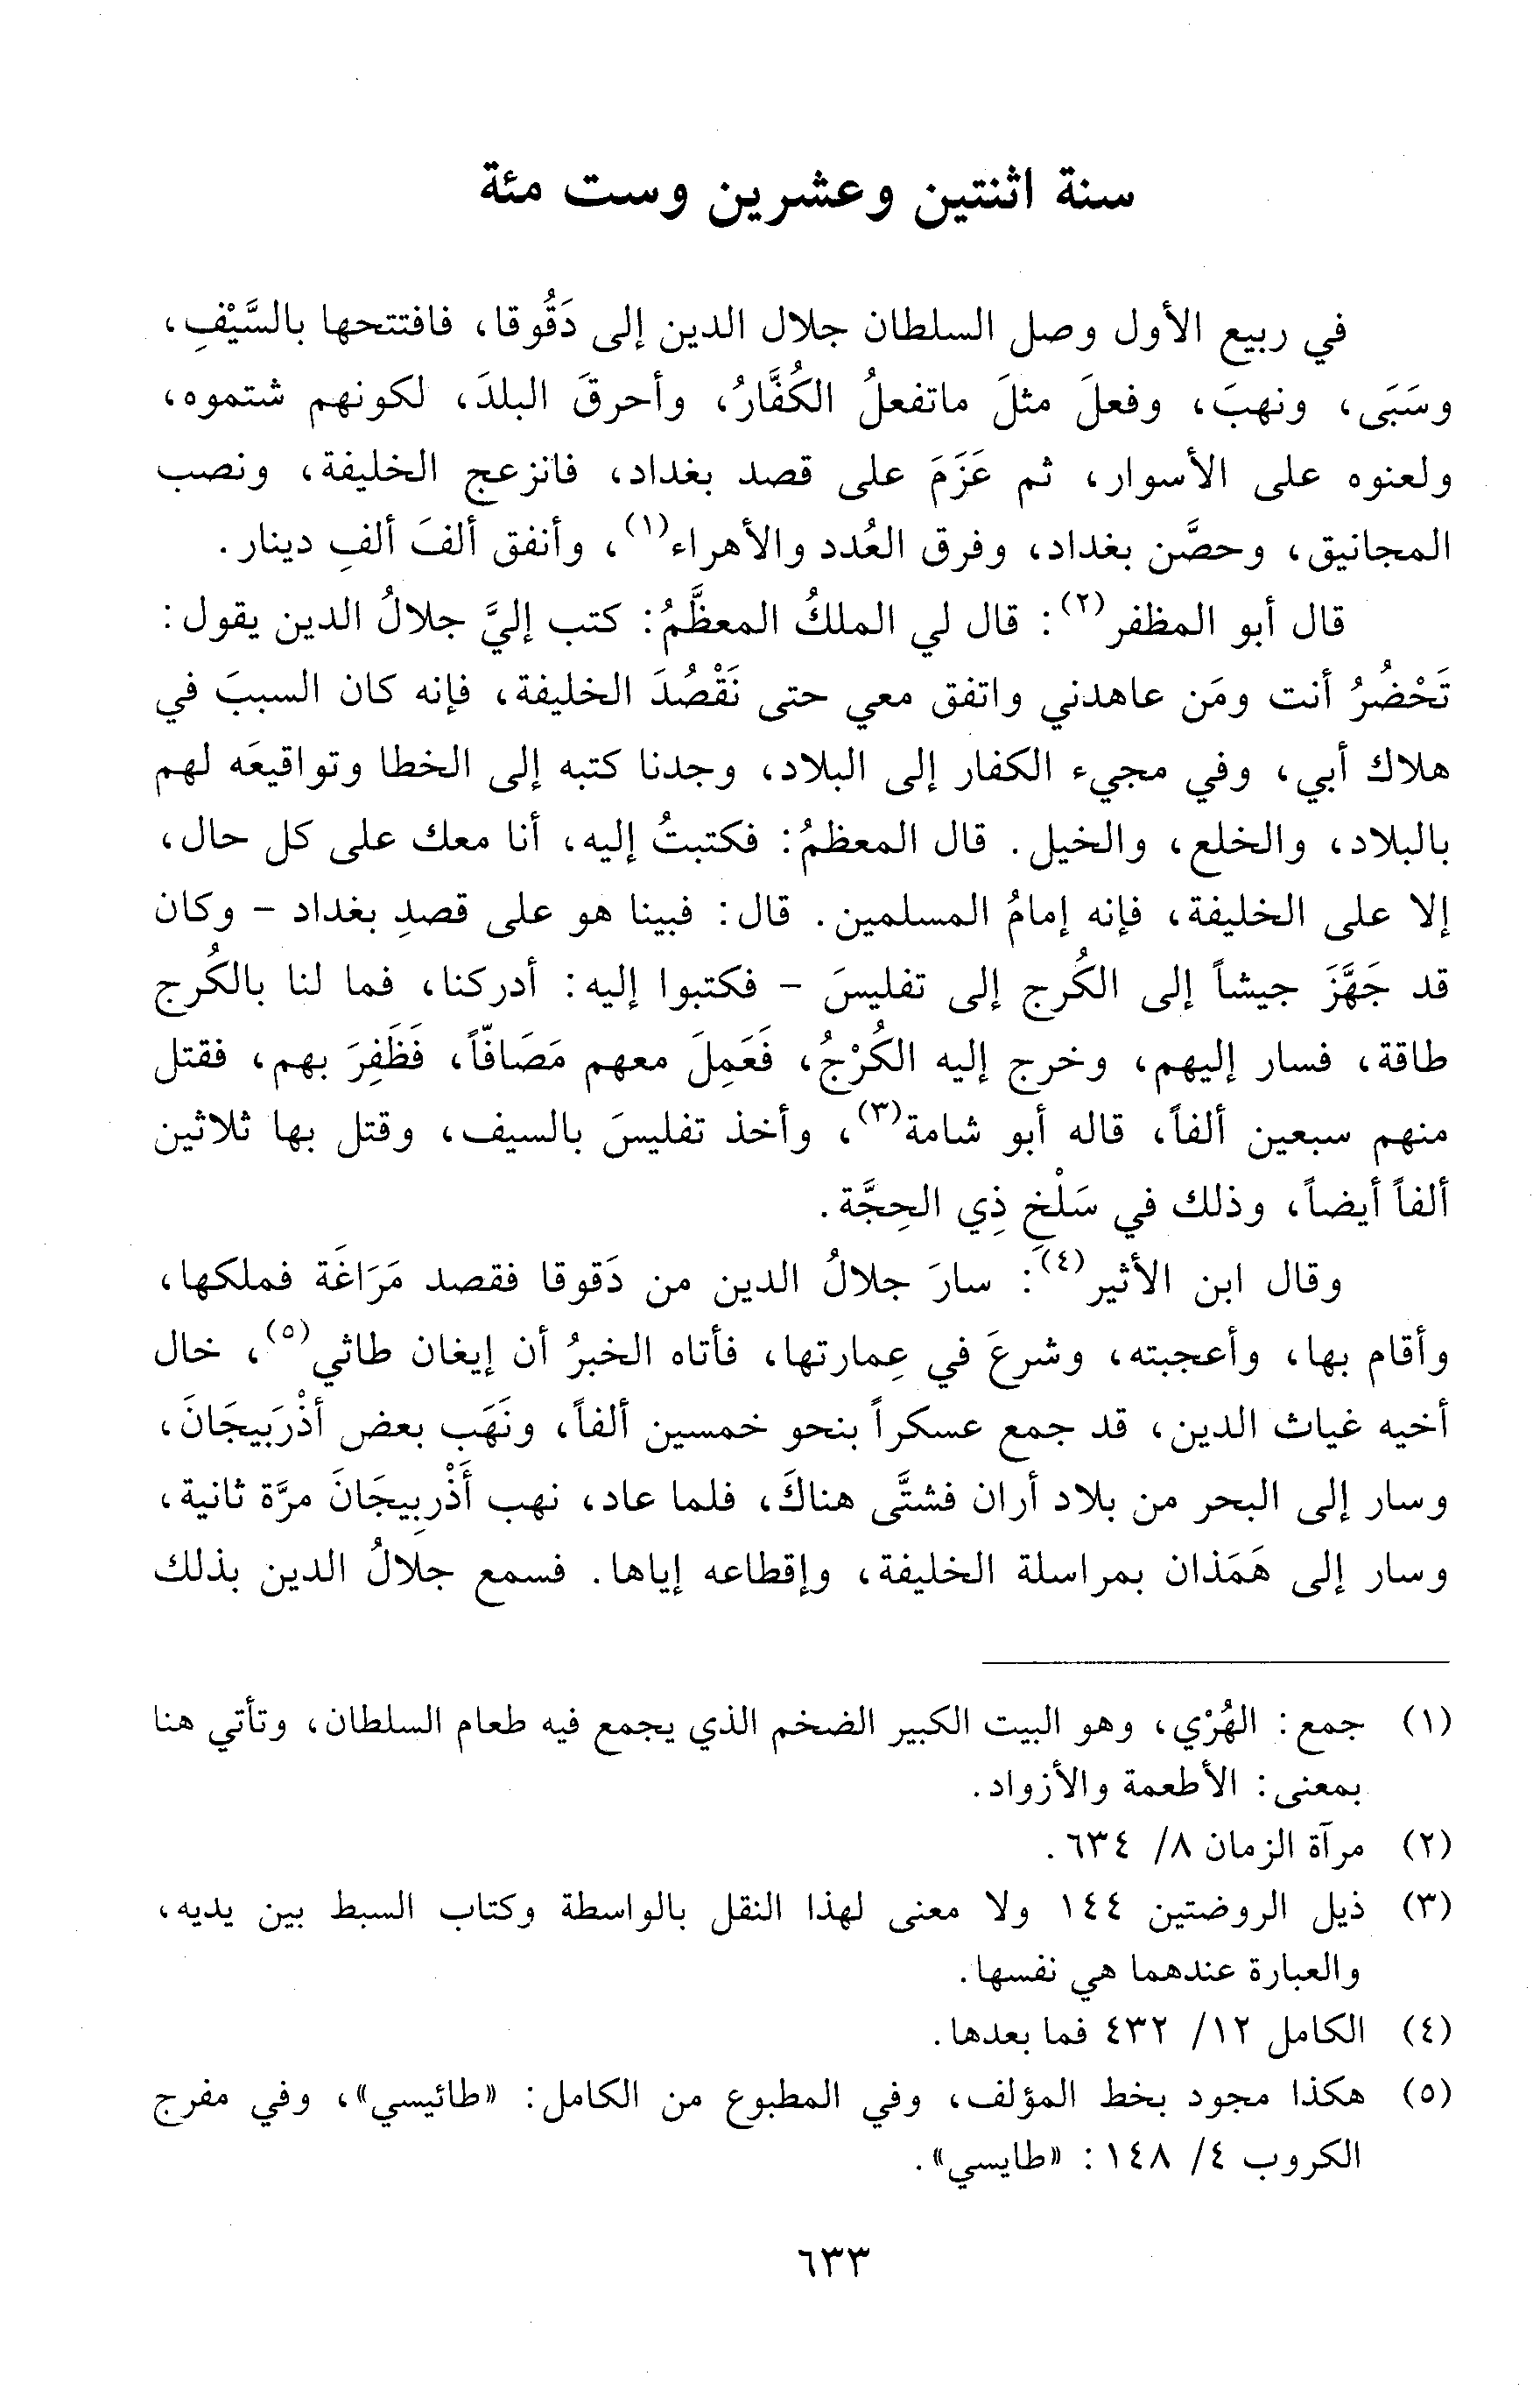 سنة اثنتين وعشرين وست مئة
في ربيع الأول وصل السلطان جلال الدين إلى دَقُوقا، فافتتحها بالسَّيْفِ،
وسَبَى، ونهبَ، وفعلَ مثلَ ماتفعلُ الكُفَّارُ، وأحرقَ البلدَ، لكونهم شتموه،
ولعنوه على الأسوار، ثم عَزَمَ على قصد بغداد، فانزعج الخليفة، ونصب
المجانيق، وحصَّن بغداد، وفرق العُدد والأهراء(١)، وأنفق ألفَ ألفِ دينار.
قال أبو المظفر(٢): قال لي الملكُ المعظَّمُ: كتب إليَّ جلالُ الدين يقول:
تَحْضُرُ أنت ومَن عاهدني واتفق معي حتى نَقْصُدَ الخليفة، فإنه كان السببَ في
هلاك أبي، وفي مجيء الكفار إلى البلاد، وجدنا كتبه إلى الخطا وتواقيعَه لهم
بالبلاد، والخلع، والخيل. قال المعظمُ: فكتبتُ إليه، أنا معك على كل حال،
إلا على الخليفة، فإنه إمامُ المسلمين. قال: فبينا هو على قصدِ بغداد - وكان
قد جَهَّزَ جيشاً إلى الكُرج إلى تفليسَ - فكتبوا إليه: أدركنا، فما لنا بالكُرج
طاقة، فسار إليهم، وخرج إليه الكُرْجُ، فَعَمِلَ معهم مَصَافّاً، فَظَفِرَ بهم، فقتل
منهم سبعين ألفاً، قاله أبو شامة(٣)، وأخذ تفليسَ بالسيف، وقتل بها ثلاثين
ألفاً أيضاً، وذلك في سَلْخِ ذِي الحِجَّة.
وقال ابن الأثير(٤): سارَ جلالُ الدين من دَقوقا فقصد مَرَاغَة فملكها،
وأقام بها، وأعجبته، وشرعَ في عِمارتها، فأتاه الخبرُ أن إيغان طائي(٥)، خال
أخيه غياث الدين، قد جمع عسكراً بنحو خمسين ألفاً، ونَهَب بعض أذْرَبيجَانَ،
وسار إلى البحر من بلاد أران فشتَّى هناكَ، فلما عاد، نهب أَذْرِبيجَانَ مرَّة ثانية،
وسار إلى هَمَذان بمراسلة الخليفة، وإقطاعه إياها. فسمع جلالُ الدين بذلك
(١) جمع: الهُرْي، وهو البيت الكبير الضخم الذي يجمع فيه طعام السلطان، وتأتي هنا
بمعنى: الأطعمة والأزواد.
(٢) مرآة الزمان ٨/ ٦٣٤.
(٣) ذيل الروضتين ١٤٤ ولا معنى لهذا النقل بالواسطة وكتاب السبط بين يديه،
والعبارة عندهما هي نفسها.
(٤) الكامل ١٢/ ٤٣٢ فما بعدها.
(٥) هكذا مجود بخط المؤلف، وفي المطبوع من الكامل: «طائيسي»، وفي مفرج
الكروب ٤/ ١٤٨: «طايسي».
٦٣٣